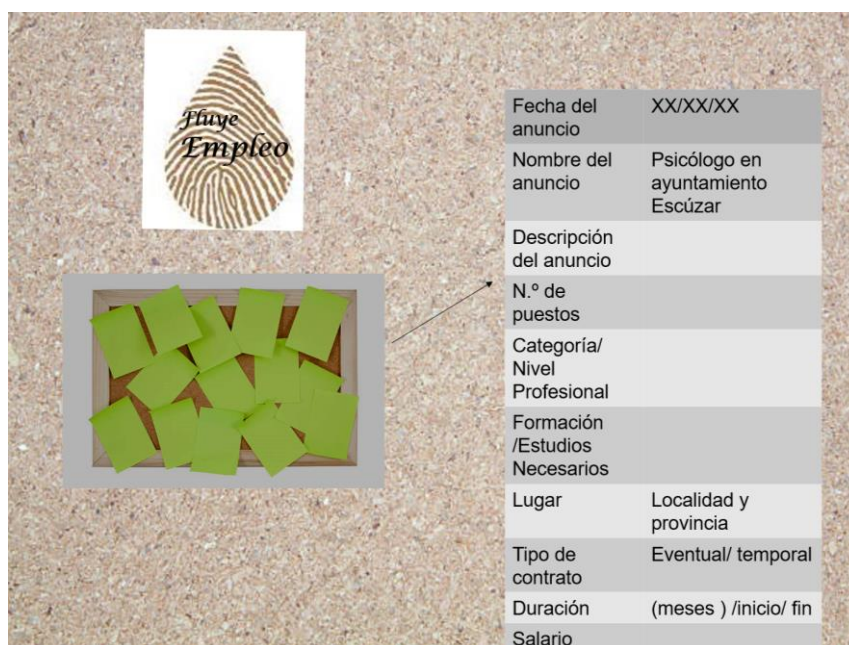 Fluye
Empleo
Fecha del
anuncio
XX/XX/XX
Nombre del
anuncio
Psicólogo en
ayuntamiento
Escúzar
Descripción
del anuncio
N.º de
puestos
Categoría/
Nivel
Profesional
Formación
/Estudios
Necesarios
Lugar
Localidad y
provincia
Tipo de
contrato
Eventual/ temporal
Duración
(meses ) /inicio/ fin
Salario